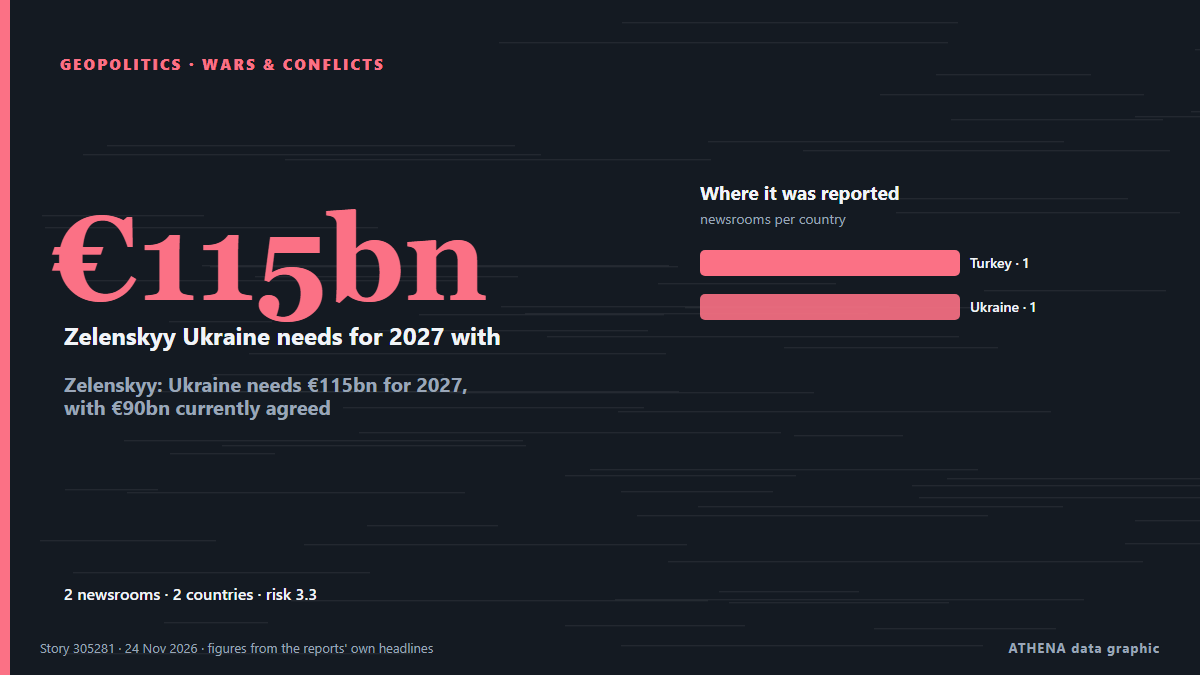 GEOPOLITICS · WARS & CONFLICTS
€115bn
Zelenskyy Ukraine needs for 2027 with
Zelenskyy: Ukraine needs €115bn for 2027,
with €90bn currently agreed
Where it was reported
newsrooms per country
Turkey · 1
Ukraine · 1
2 newsrooms · 2 countries · risk 3.3
Story 305281 · 24 Nov 2026 · figures from the reports' own headlines
ATHENA data graphic